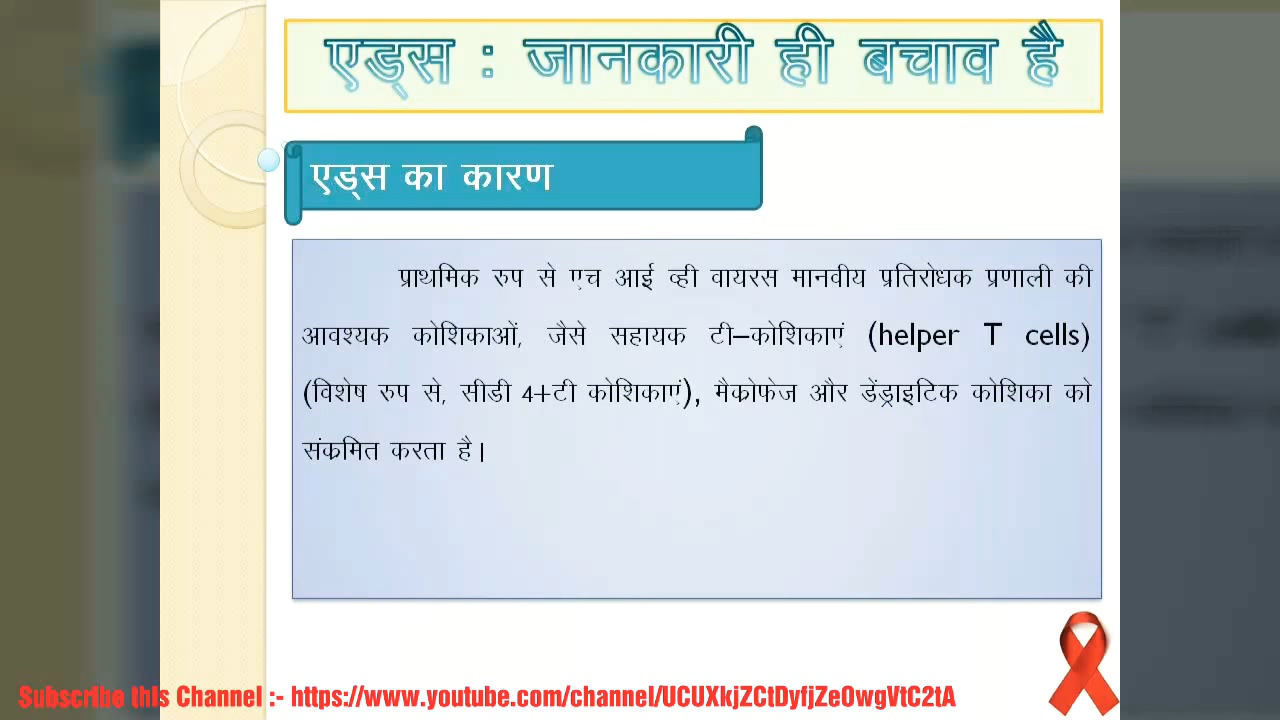 एड्स : जानकारी ही बचाव है
एड्स का कारण
प्राथमिक रुप से एच आई व्ही वायरस मानवीय प्रतिरोधक प्रणाली की
आवश्यक कोशिकाओं, जैसे सहायक टी–कोशिकाएं (helper T cells)
(विशेष रुप से, सीडी 4+टी कोशिकाएं), मैक्रोफेज और डेंड्राइटिक कोशिका को
संक्रमित करता है।
Subscribe this Channel :- https://www.youtube.com/channel/UCUXkjZCtDyfjZeOwgVtC2tA